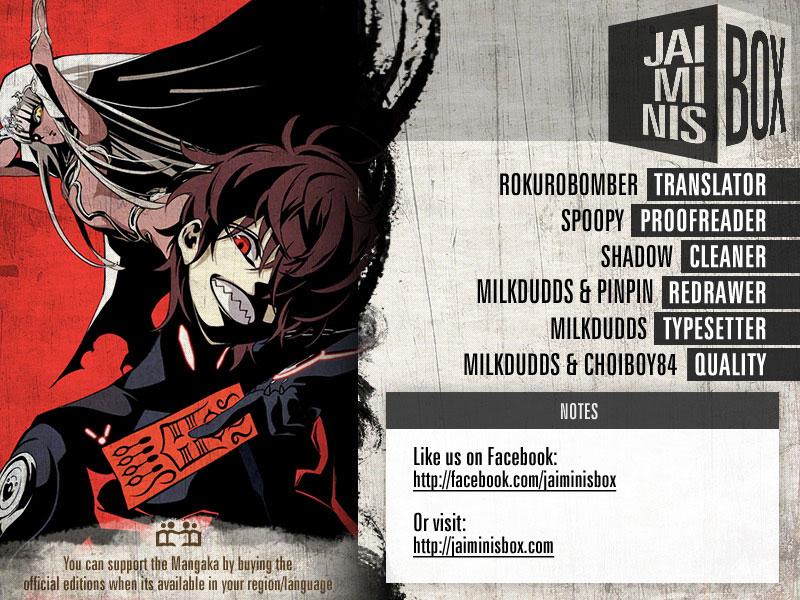 JAI
MI
NIS
BOX
ROKUROBOMBER TRANSLATOR
SPOOPY PROOFREADER
SHADOW CLEANER
MILKDUDDS & PINPIN REDRAWER
MILKDUDDS TYPESETTER
MILKDUDDS & CHOIBOY84 QUALITY
NOTES
Like us on Facebook:
http://facebook.com/jaiminisbox
Or visit:
http://jaiminisbox.com
You can support the Mangaka by buying the
official editions when its available in your region/language